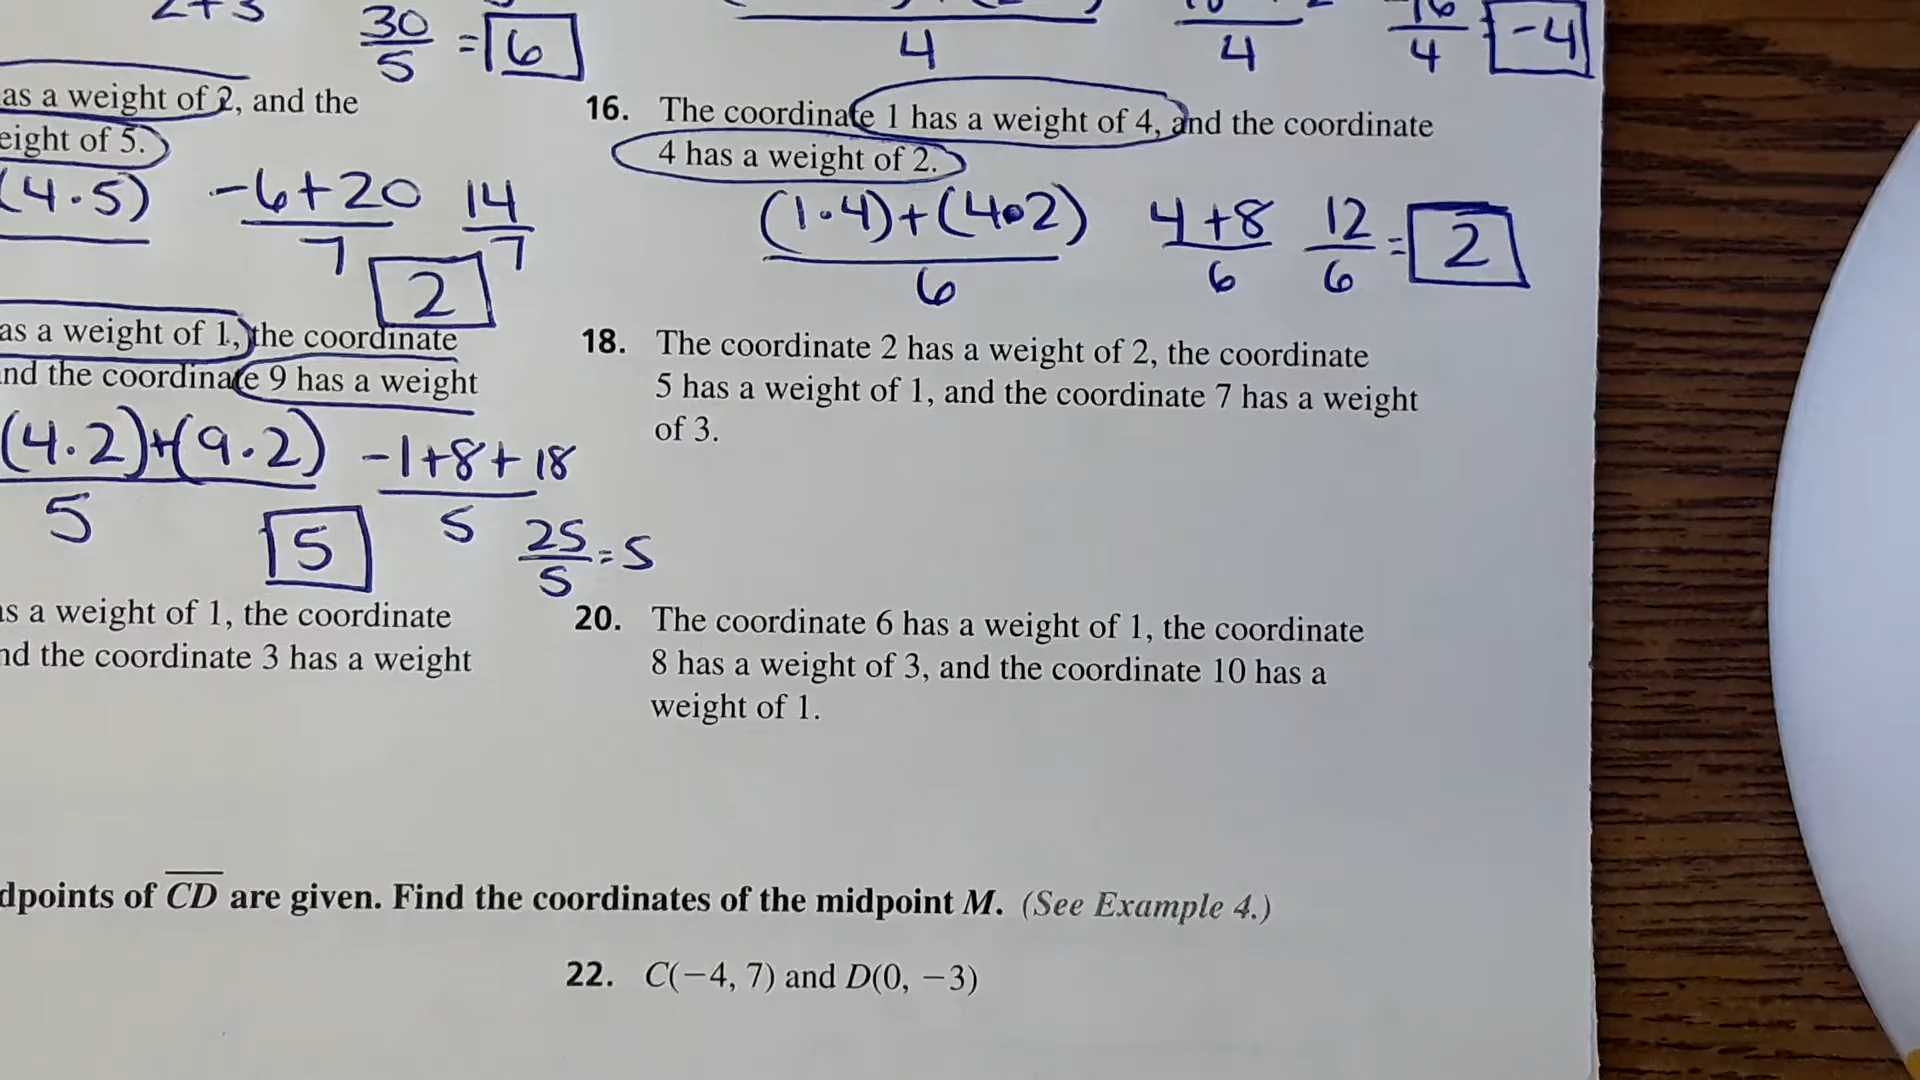 2+3
30/5 = 6
4
4
-16/4 = -4
as a weight of 2, and the
eight of 5.
(4·5) -6+20/7 14/7
2
16. The coordinate 1 has a weight of 4, and the coordinate
4 has a weight of 2.
(1·4)+(4·2)/6 4+8/6 12/6 = 2
as a weight of 1, the coordinate
nd the coordinate 9 has a weight
(4·2)+(9·2)/5 -1+8+18/5
5 25/5=5
18. The coordinate 2 has a weight of 2, the coordinate
5 has a weight of 1, and the coordinate 7 has a weight
of 3.
s a weight of 1, the coordinate
nd the coordinate 3 has a weight
20. The coordinate 6 has a weight of 1, the coordinate
8 has a weight of 3, and the coordinate 10 has a
weight of 1.
dpoints of CD are given. Find the coordinates of the midpoint M. (See Example 4.)
22. C(−4, 7) and D(0, −3)